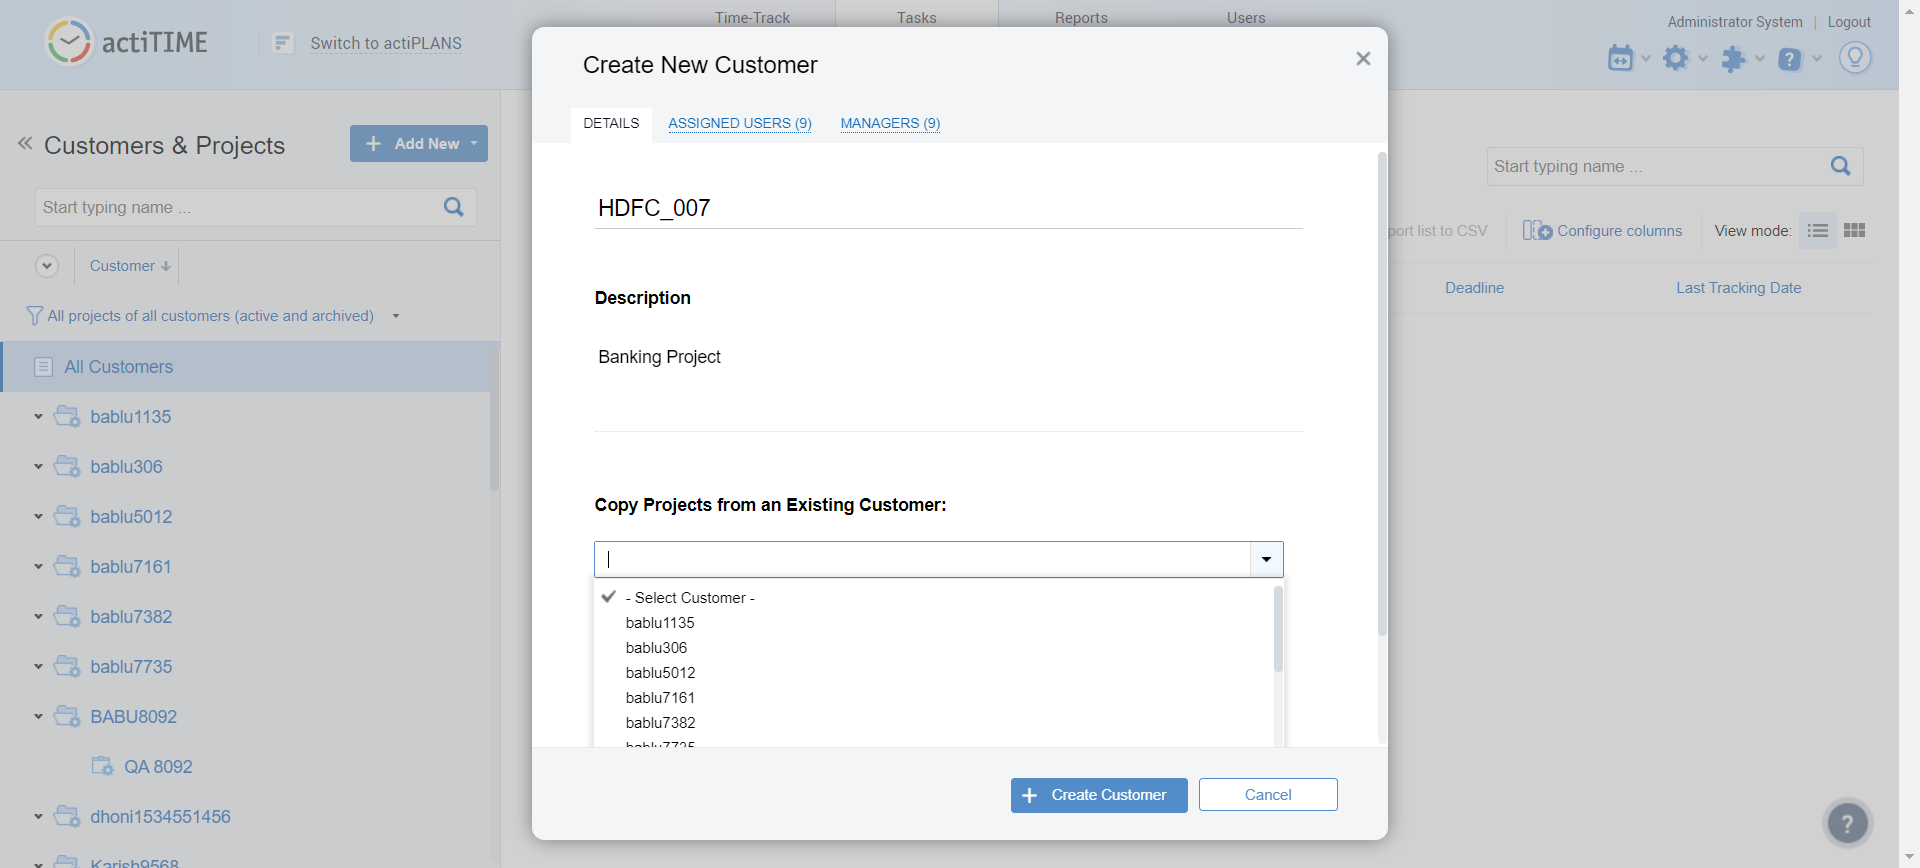 Time-Track
Tasks
Reports
Users
Administrator System
Logout
actiTIME
Switch to actiPLANS
Customers & Projects
Add New
Start typing name ...
Customer
All projects of all customers (active and archived)
All Customers
bablu1135
bablu306
bablu5012
bablu7161
bablu7382
bablu7735
BABU8092
QA 8092
dhoni1534551456
Karish9568
Create New Customer
DETAILS
ASSIGNED USERS (9)
MANAGERS (9)
HDFC_007
Description
Banking Project
Copy Projects from an Existing Customer:
- Select Customer -
bablu1135
bablu306
bablu5012
bablu7161
bablu7382
bablu7735
Create Customer
Cancel
Start typing name ...
port list to CSV
Configure columns
View mode:
Deadline
Last Tracking Date